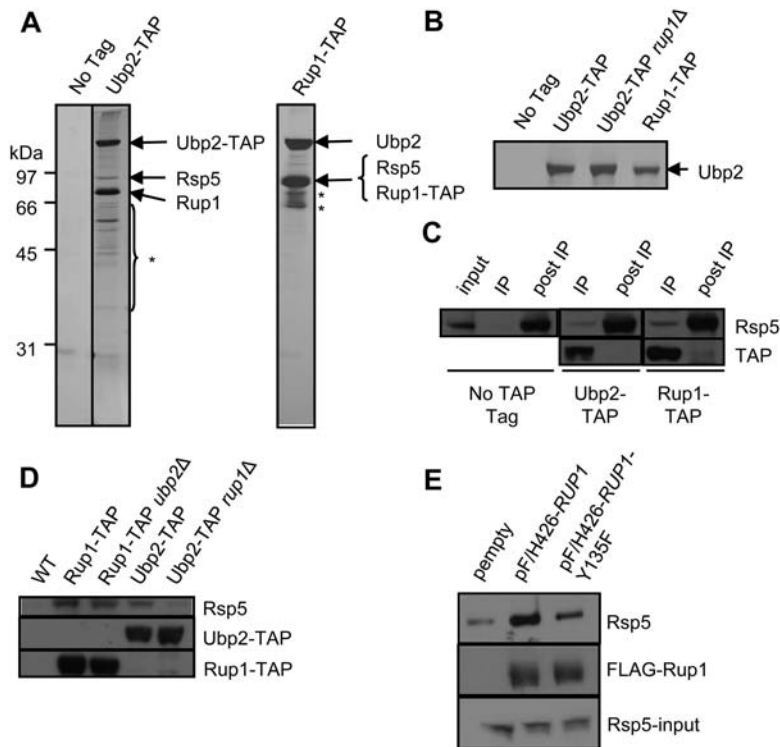 A
No Tag
Ubp2-TAP
kDa
97
66
45
31
Ubp2-TAP
Rsp5
Rup1
*
Rup1-TAP
Ubp2
Rsp5
Rup1-TAP
*
*
B
No Tag
Ubp2-TAP
Ubp2-TAP rup1Δ
Rup1-TAP
Ubp2
C
input
IP
post IP
IP
post IP
IP
post IP
Rsp5
TAP
No TAP
Tag
Ubp2-
TAP
Rup1-
TAP
D
WT
Rup1-TAP
Rup1-TAP ubp2Δ
Ubp2-TAP
Ubp2-TAP rup1Δ
Rsp5
Ubp2-TAP
Rup1-TAP
E
pempty
pF/H426-RUP1
pF/H426-RUP1-
Y135F
Rsp5
FLAG-Rup1
Rsp5-input